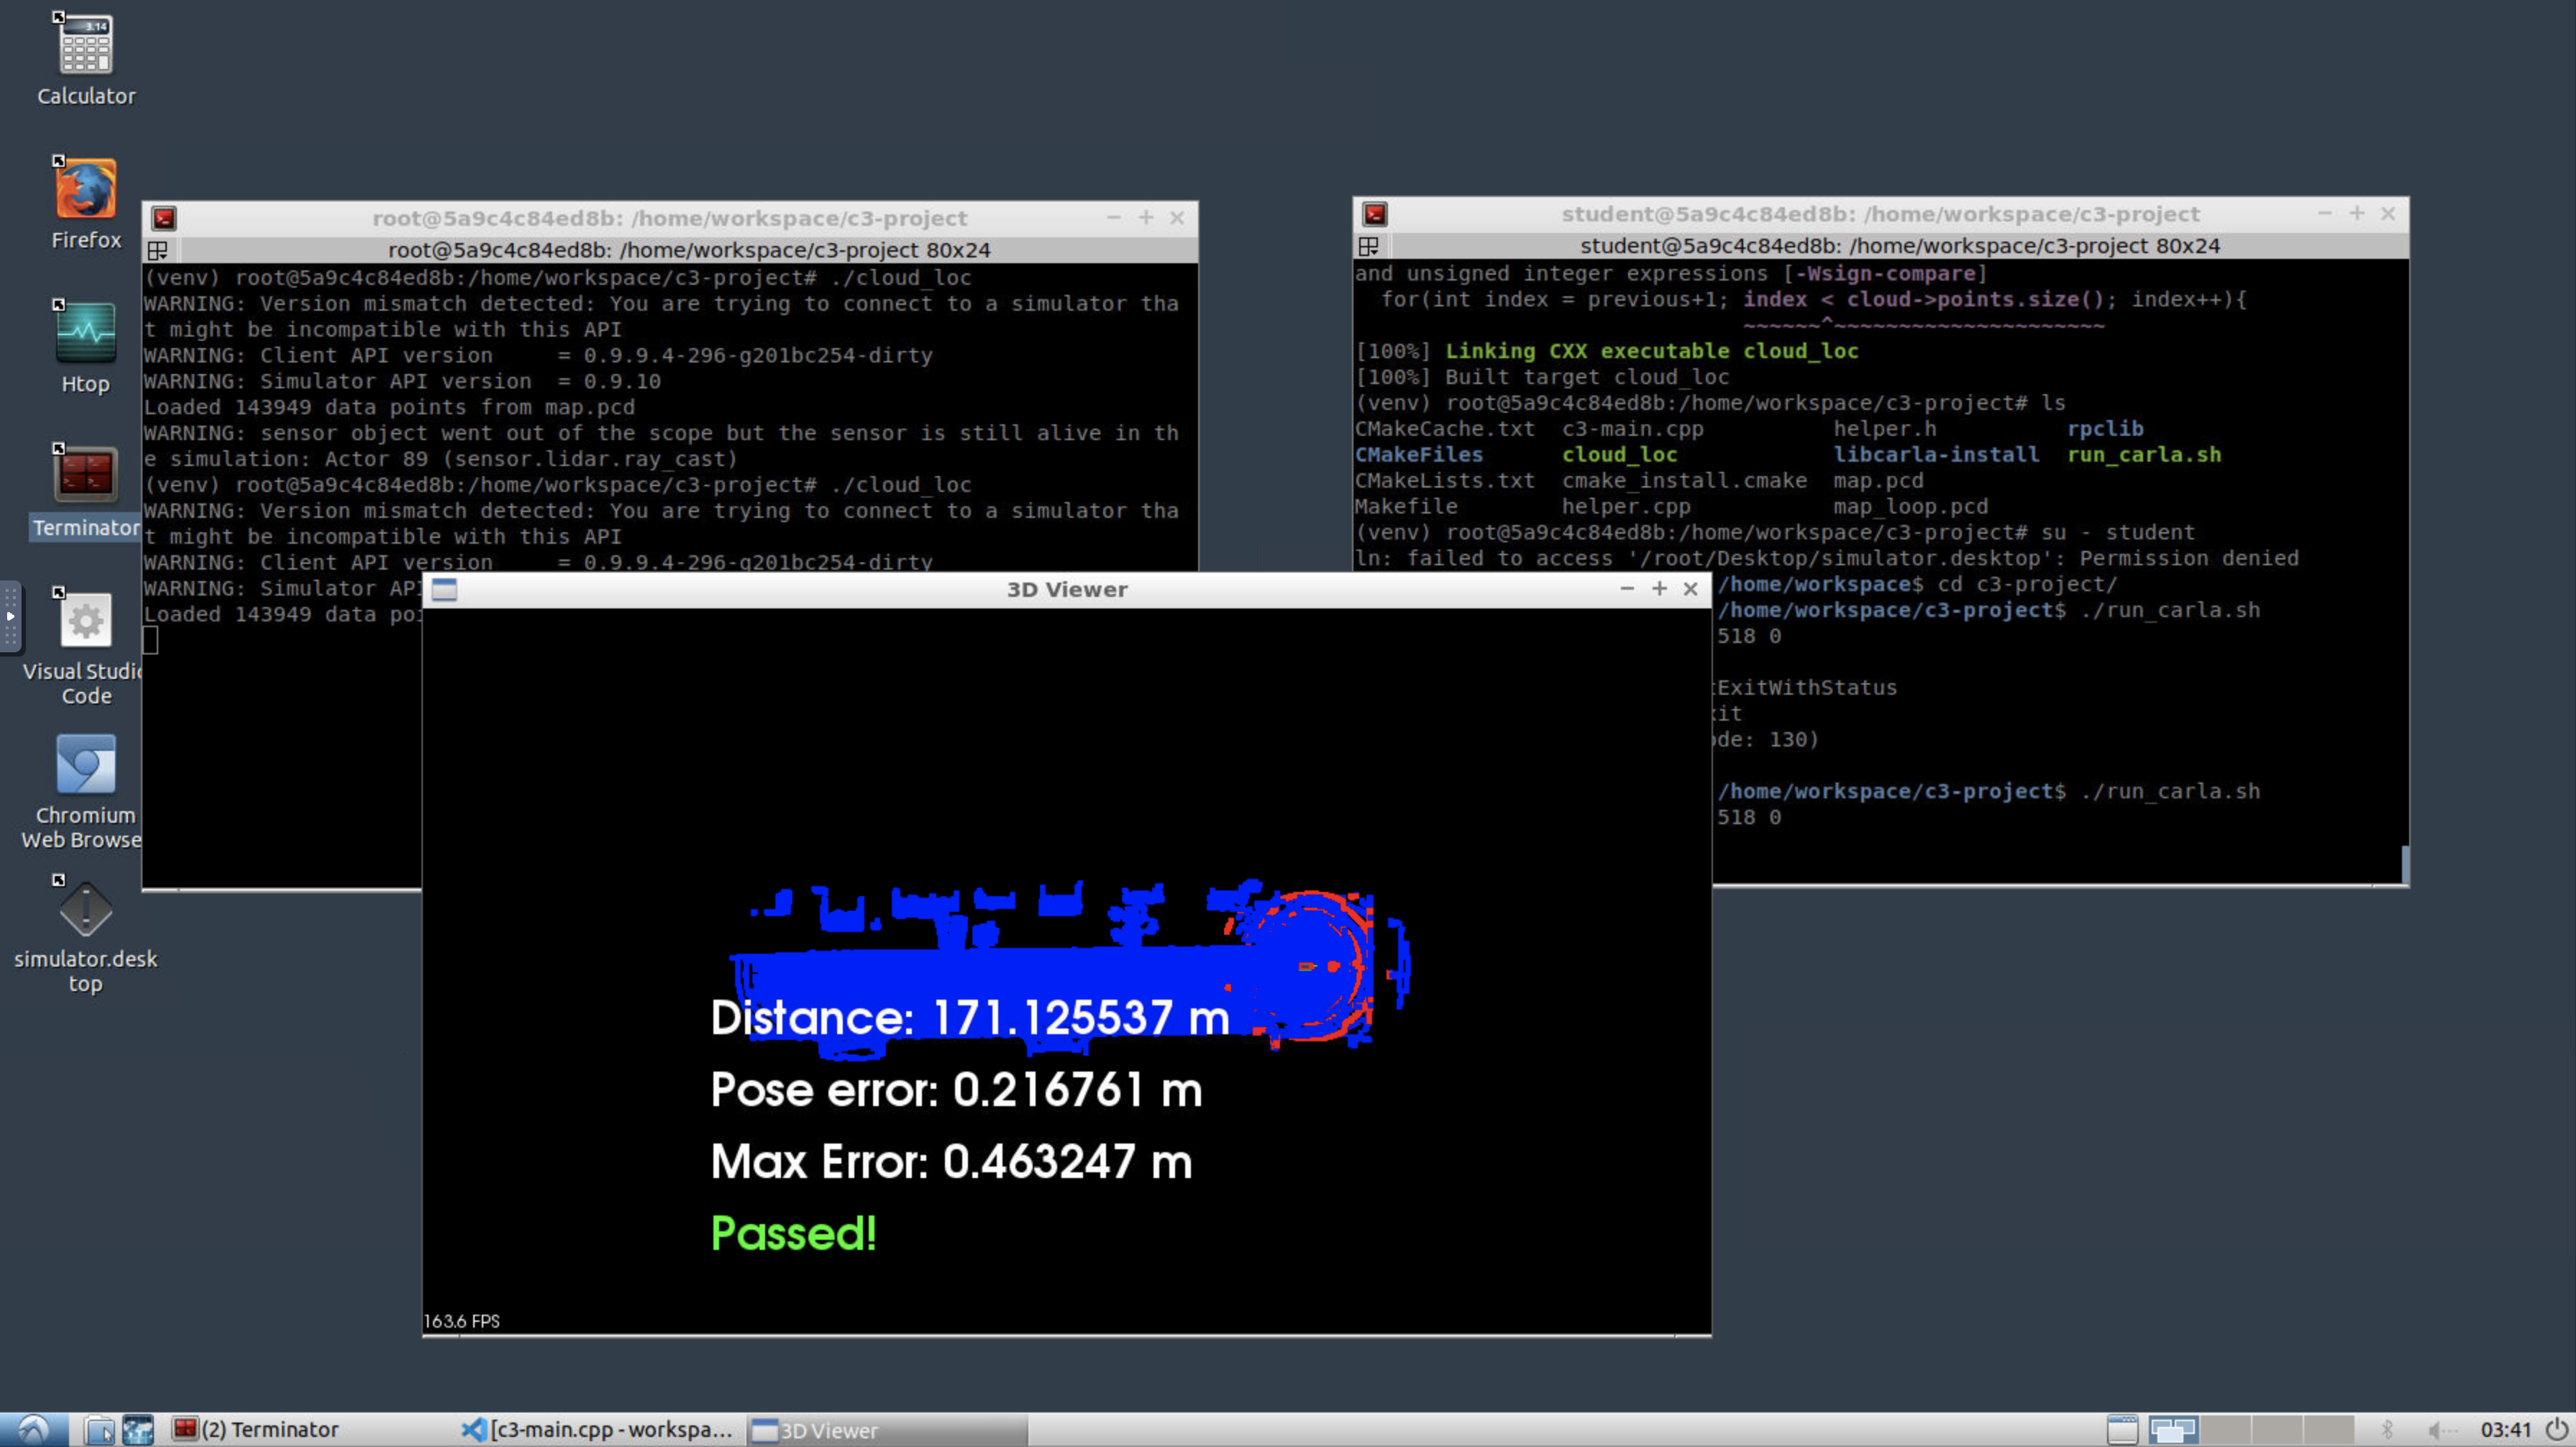 3.14
Calculator
Firefox
Htop
Terminator
Visual Studio
Code
Chromium
Web Browse
simulator.desk
top
root@5a9c4c84ed8b: /home/workspace/c3-project
root@5a9c4c84ed8b: /home/workspace/c3-project 80x24
(venv) root@5a9c4c84ed8b:/home/workspace/c3-project# ./cloud_loc
WARNING: Version mismatch detected: You are trying to connect to a simulator tha
t might be incompatible with this API
WARNING: Client API version     = 0.9.9.4-296-g201bc254-dirty
WARNING: Simulator API version  = 0.9.10
Loaded 143949 data points from map.pcd
WARNING: sensor object went out of the scope but the sensor is still alive in th
e simulation: Actor 89 (sensor.lidar.ray_cast)
(venv) root@5a9c4c84ed8b:/home/workspace/c3-project# ./cloud_loc
WARNING: Version mismatch detected: You are trying to connect to a simulator tha
t might be incompatible with this API
WARNING: Client API version     = 0.9.9.4-296-g201bc254-dirty
WARNING: Simulator AP
Loaded 143949 data poi
student@5a9c4c84ed8b: /home/workspace/c3-project
student@5a9c4c84ed8b: /home/workspace/c3-project 80x24
and unsigned integer expressions [-Wsign-compare]
for(int index = previous+1; index < cloud->points.size(); index++){
~~~~~~^~~~~~~~~~~~~~~~~~~~~~
[100%] Linking CXX executable cloud_loc
[100%] Built target cloud_loc
(venv) root@5a9c4c84ed8b:/home/workspace/c3-project# ls
CMakeCache.txt  c3-main.cpp          helper.h         rpclib
CMakeFiles      cloud_loc            libcarla-install  run_carla.sh
CMakeLists.txt  cmake_install.cmake  map.pcd
Makefile        helper.cpp           map_loop.pcd
(venv) root@5a9c4c84ed8b:/home/workspace/c3-project# su - student
ln: failed to access '/root/Desktop/simulator.desktop': Permission denied
/home/workspace$ cd c3-project/
/home/workspace/c3-project$ ./run_carla.sh
518 0
tExitWithStatus
xit
ode: 130)
/home/workspace/c3-project$ ./run_carla.sh
518 0
3D Viewer
Distance: 171.125537 m
Pose error: 0.216761 m
Max Error: 0.463247 m
Passed!
163.6 FPS
(2) Terminator
[c3-main.cpp - workspa...
3D Viewer
03:41